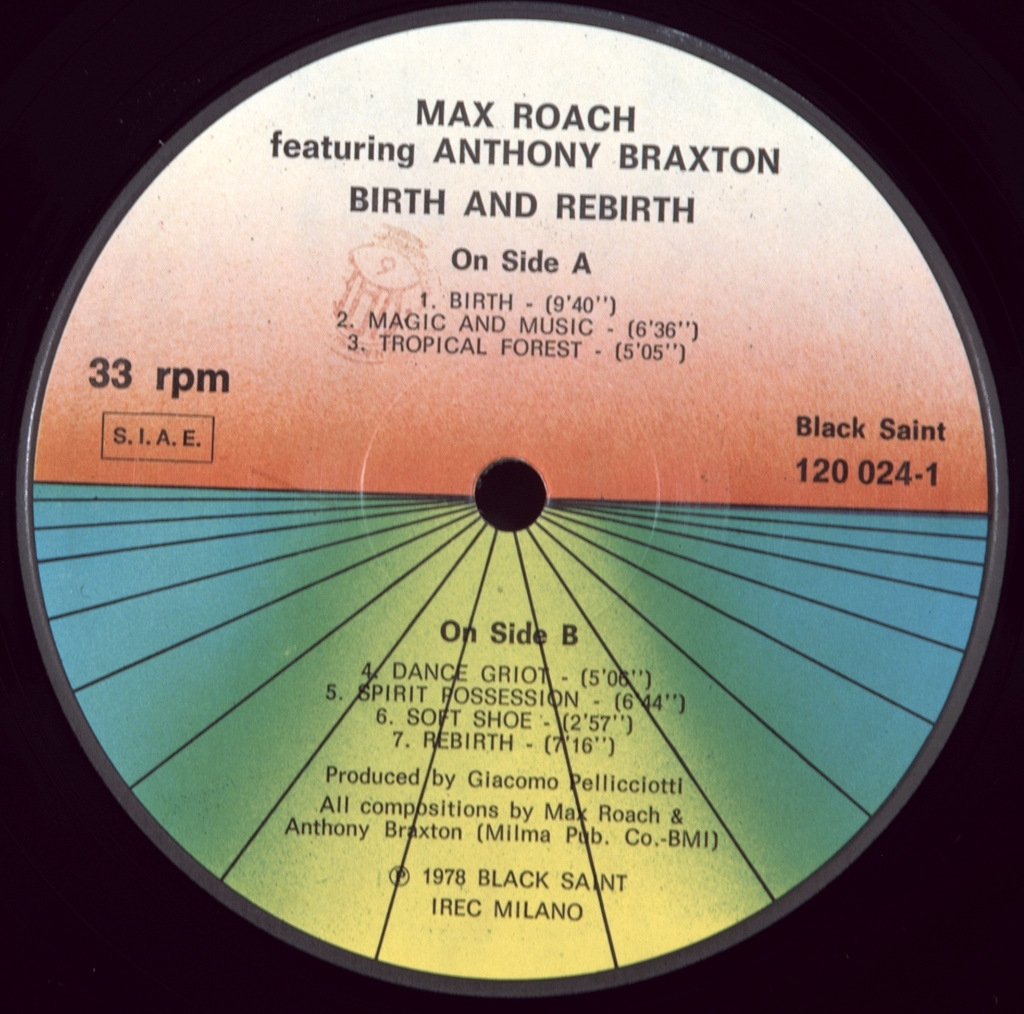 MAX ROACH
featuring ANTHONY BRAXTON
BIRTH AND REBIRTH
On Side A
1. BIRTH - (9'40'')
2. MAGIC AND MUSIC - (6'36'')
3. TROPICAL FOREST - (5'05'')
33 rpm
S.I.A.E.
Black Saint
120 024-1
On Side B
4. DANCE GRIOT - (5'06'')
5. SPIRIT POSSESSION - (6'44'')
6. SOFT SHOE - (2'57'')
7. REBIRTH - (7'16'')
Produced by Giacomo Pellicciotti
All compositions by Max Roach &
Anthony Braxton (Milma Pub. Co.-BMI)
℗ 1978 BLACK SAINT
IREC MILANO